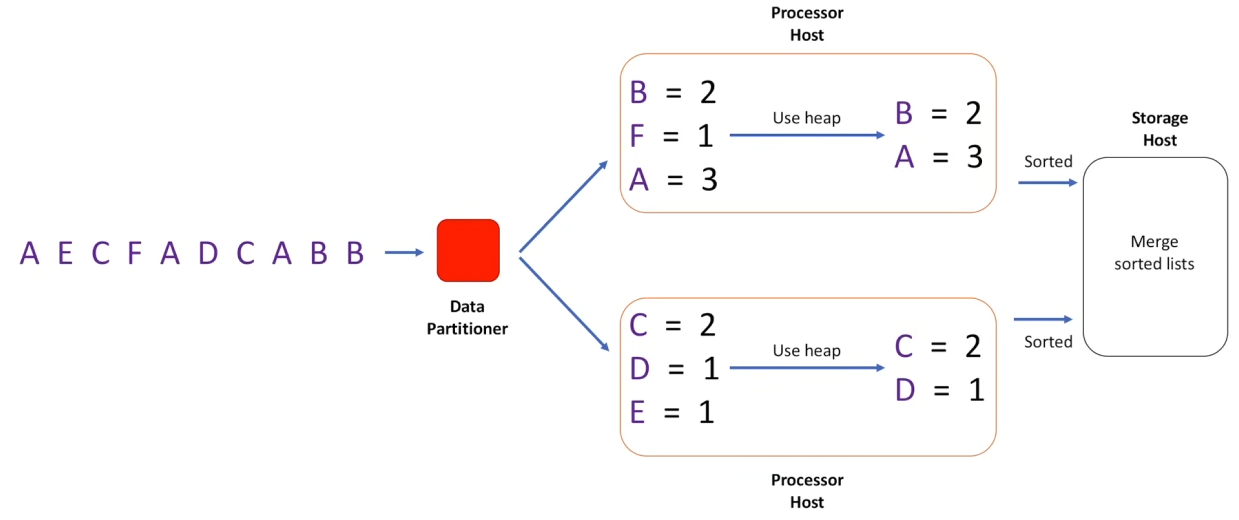 Processor
Host
B = 2
F = 1
A = 3
Use heap
B = 2
A = 3
Sorted
Storage
Host
Merge
sorted lists
A E C F A D C A B B
Data
Partitioner
C = 2
D = 1
E = 1
Use heap
C = 2
D = 1
Sorted
Processor
Host